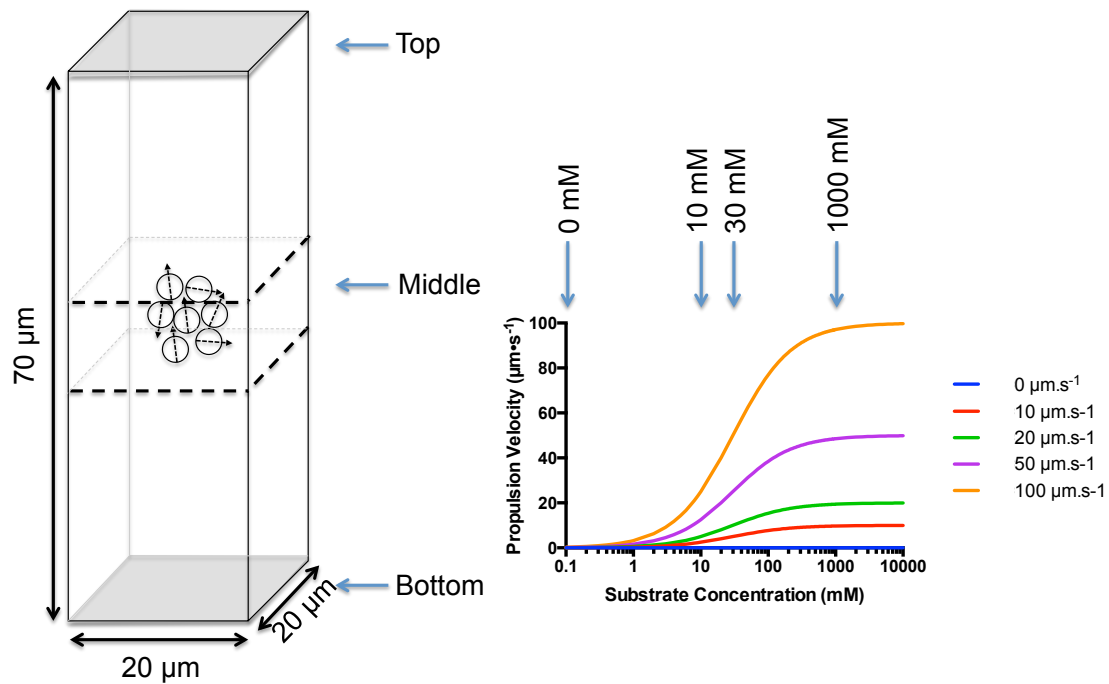 Top
Middle
Bottom
70 µm
20 µm
20 µm
0 mM
10 mM
30 mM
1000 mM
Propulsion Velocity (µm•s⁻¹)
100
80
60
40
20
0
0.1
1
10
100
1000
10000
Substrate Concentration (mM)
0 µm.s⁻¹
10 µm.s-1
20 µm.s-1
50 µm.s-1
100 µm.s-1